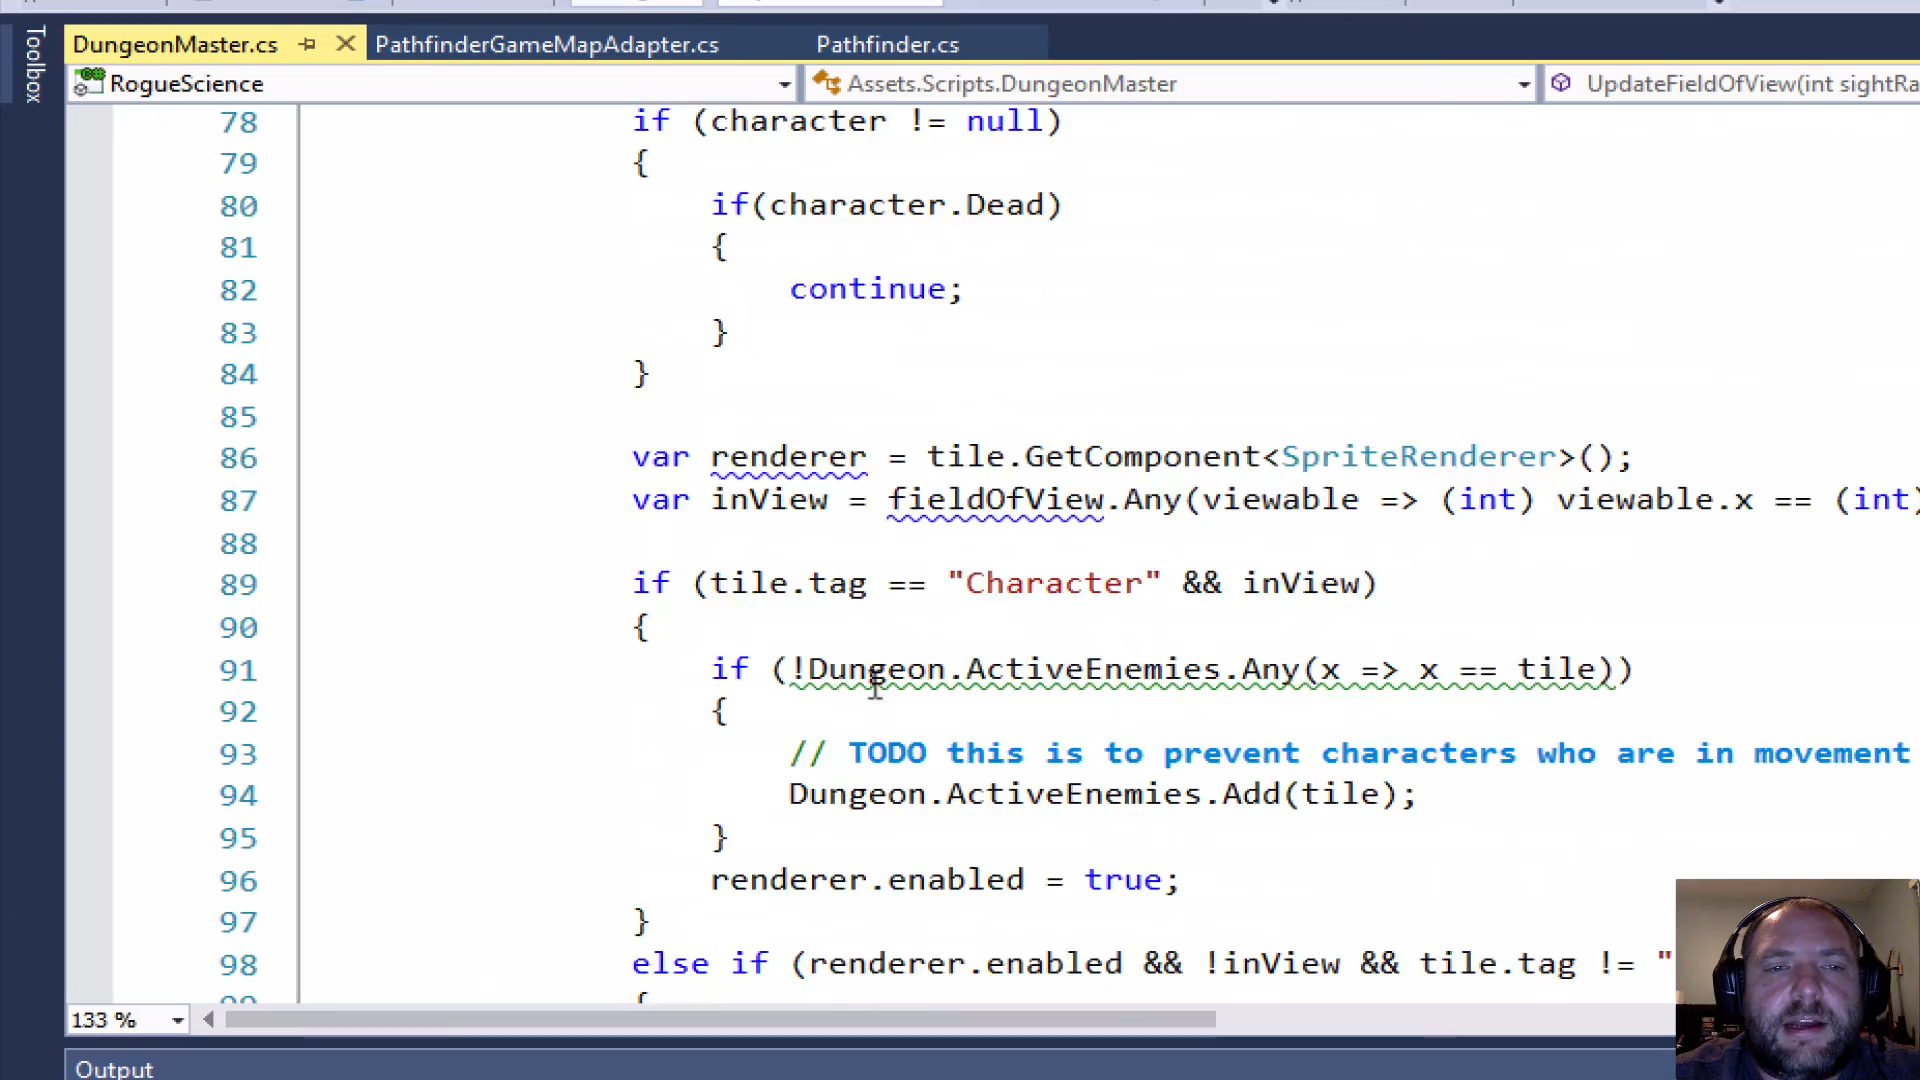 Toolbox
DungeonMaster.cs
PathfinderGameMapAdapter.cs
Pathfinder.cs
RogueScience
Assets.Scripts.DungeonMaster
UpdateFieldOfView(int sightRa
78 if (character != null)
79 {
80 if(character.Dead)
81 {
82 continue;
83 }
84 }
85
86 var renderer = tile.GetComponent<SpriteRenderer>();
87 var inView = fieldOfView.Any(viewable => (int) viewable.x == (int)
88
89 if (tile.tag == "Character" && inView)
90 {
91 if (!Dungeon.ActiveEnemies.Any(x => x == tile))
92 {
93 // TODO this is to prevent characters who are in movement
94 Dungeon.ActiveEnemies.Add(tile);
95 }
96 renderer.enabled = true;
97 }
98 else if (renderer.enabled && !inView && tile.tag != "
{
133 %
Output